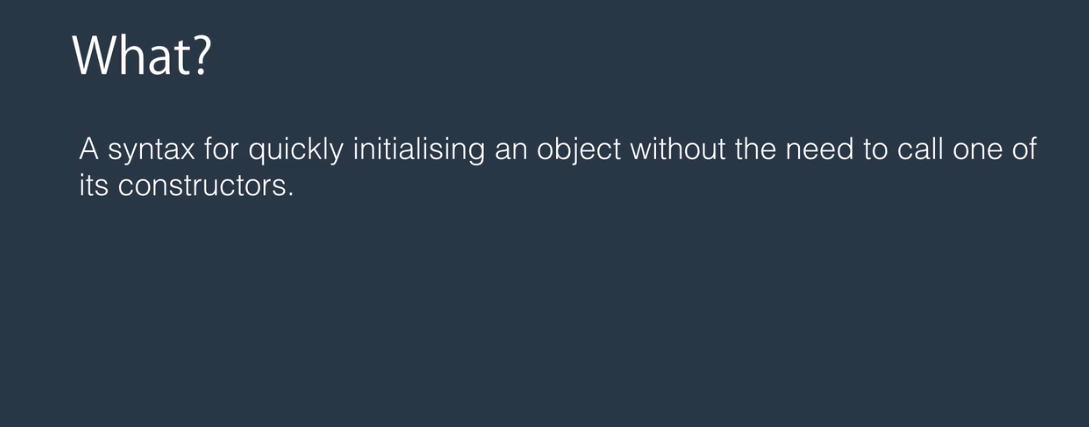 What?
A syntax for quickly initialising an object without the need to call one of
its constructors.